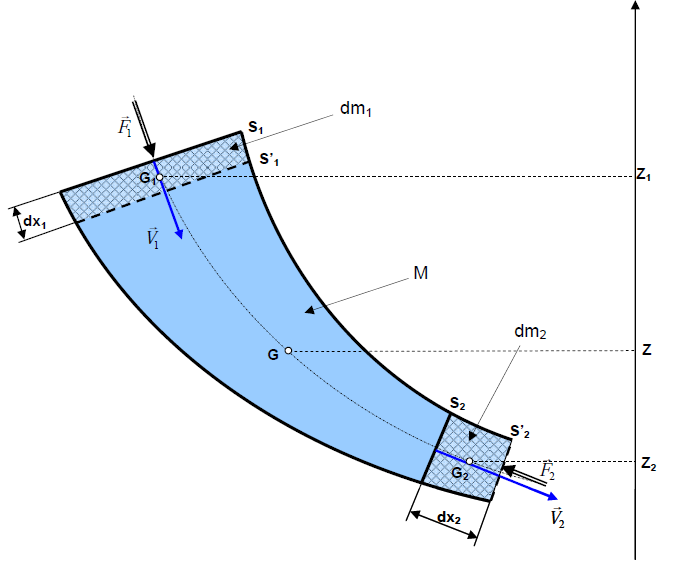 S₁
dm₁
F⃗₁
S'₁
G₁
Z₁
dx₁
V⃗₁
M
dm₂
G
Z
S₂
S'₂
G₂
F⃗₂
Z₂
dx₂
V⃗₂